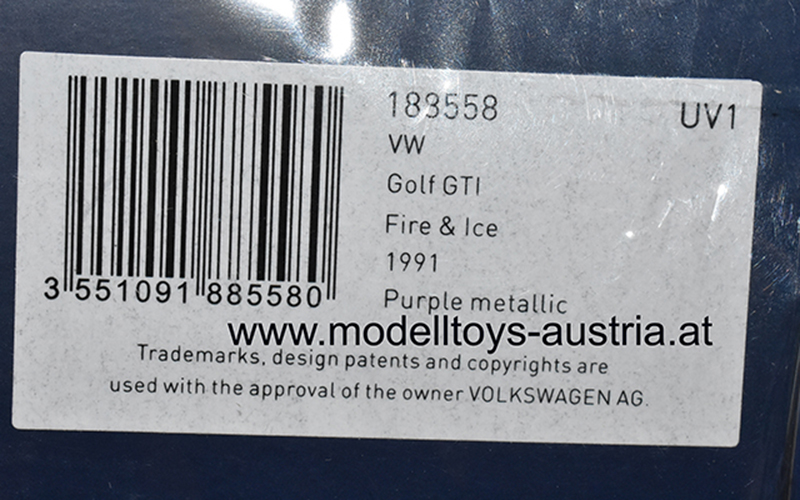 188558
UV1
VW
Golf GTI
Fire & Ice
1991
Purple metallic
3 551091 885580
www.modelltoys-austria.at
Trademarks, design patents and copyrights are
used with the approval of the owner VOLKSWAGEN AG.